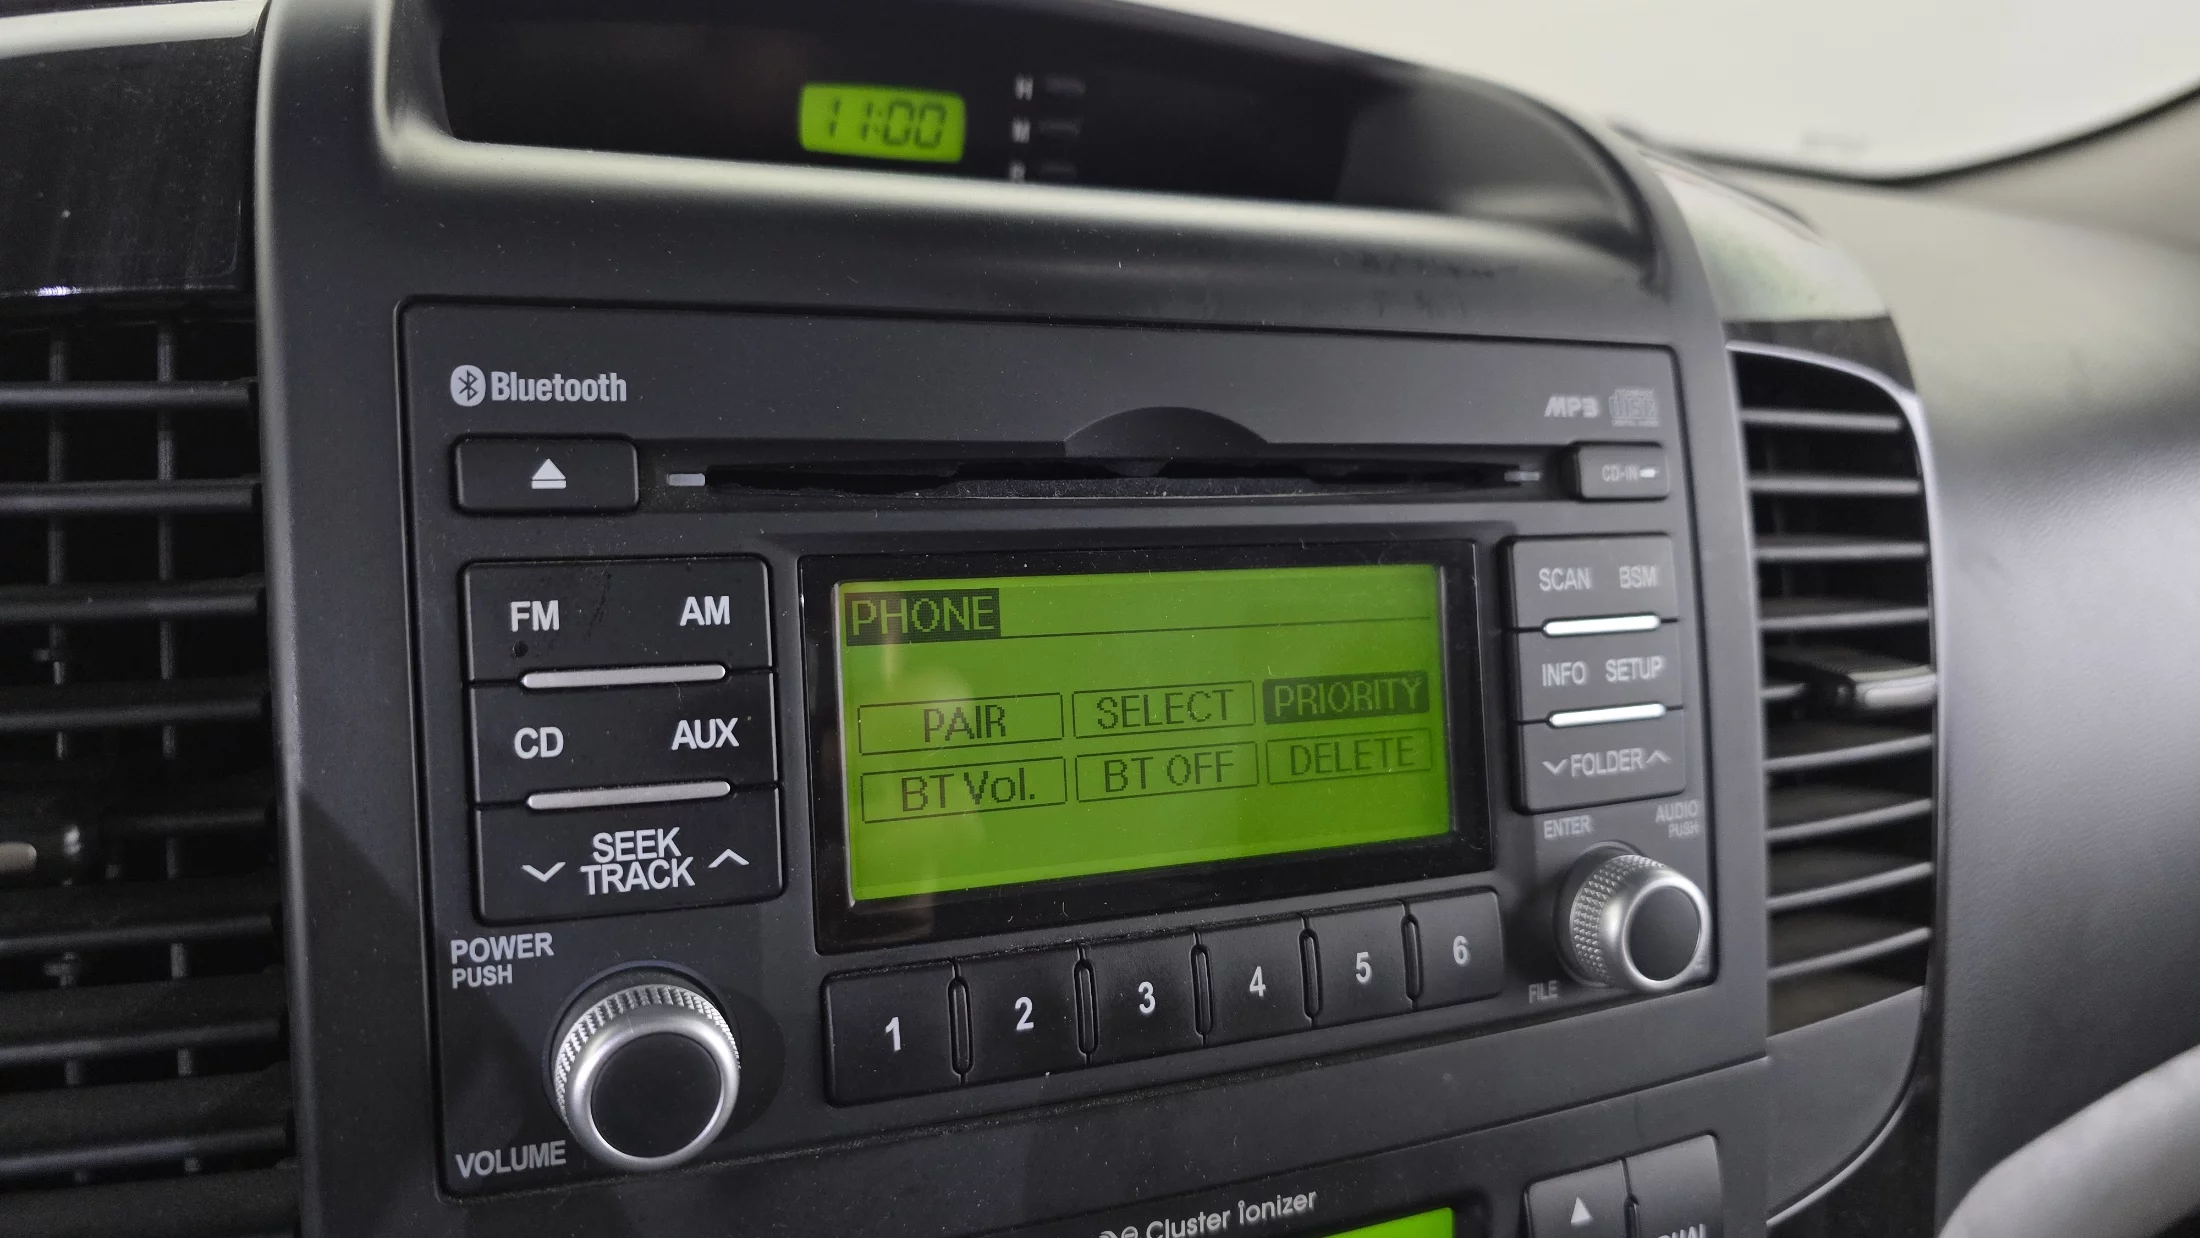 11:00
H
M
R
Bluetooth
MP3
CD-IN
FM AM
CD AUX
SEEK
TRACK
POWER
PUSH
VOLUME
PHONE
PAIR SELECT PRIORITY
BT Vol. BT OFF DELETE
1 2 3 4 5 6
SCAN BSM
INFO SETUP
FOLDER
ENTER
AUDIO
PUSH
FILE
Cluster ionizer